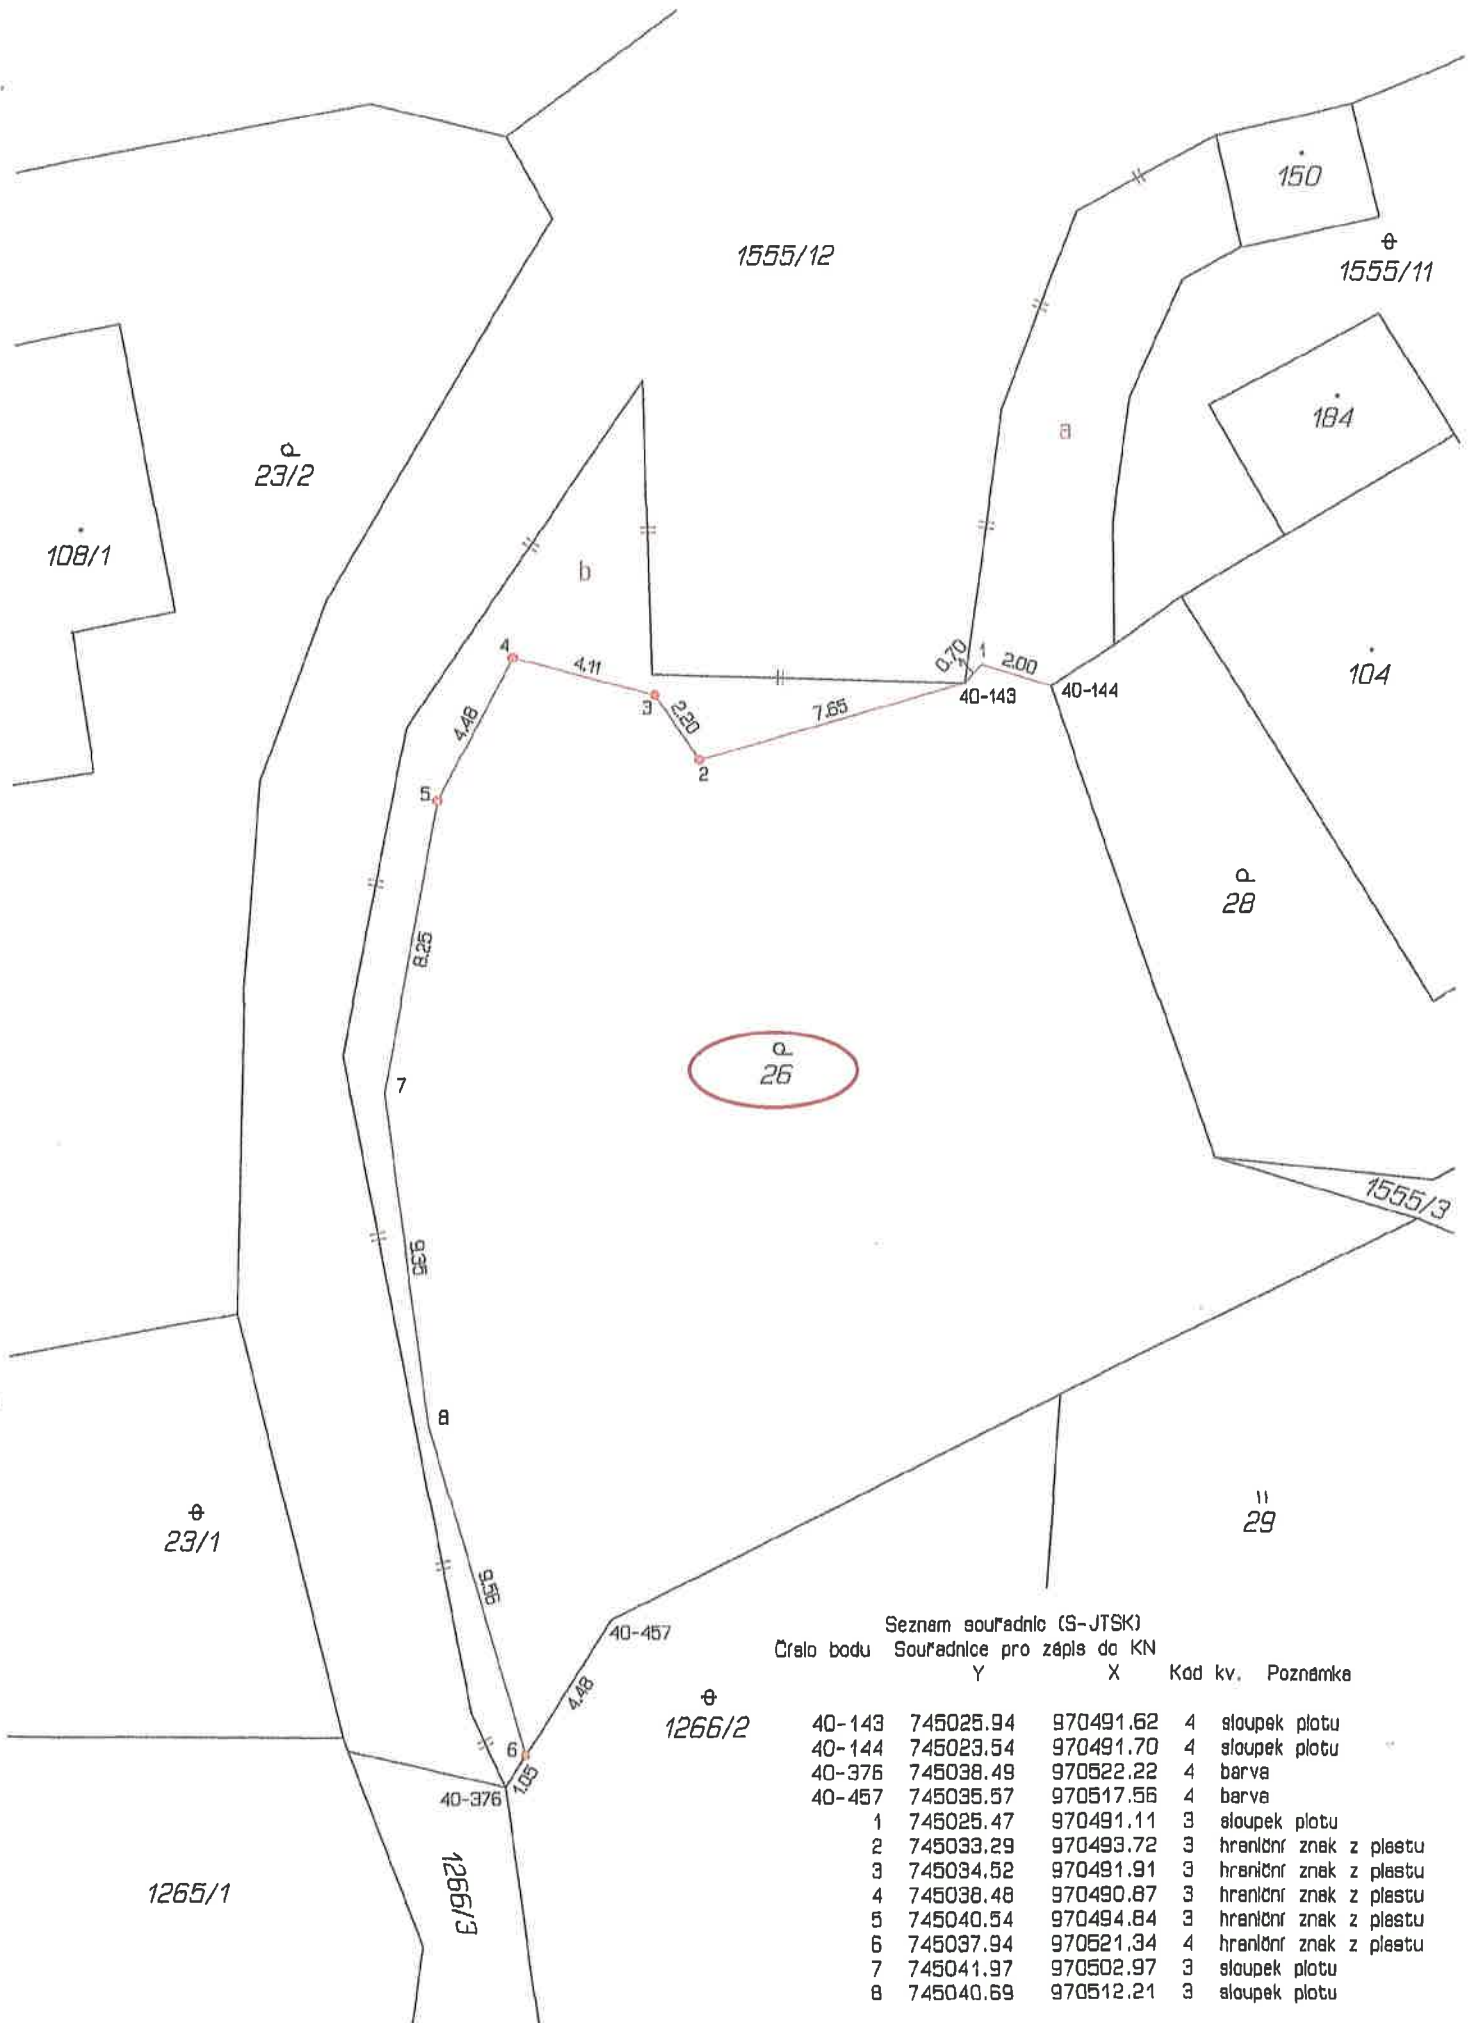 150
1555/12
1555/11
184
a
23/2
108/1
b
4
4.11
0.70
1
2.00
104
3
2.20
7.65
40-143
40-144
4.48
2
5
28
8.25
26
7
1555/3
9.35
8
29
23/1
9.56
40-457
4.48
1266/2
6
1.05
40-376
1265/1
1266/3
Seznam souřadnic (S-JTSK)
Číslo bodu Souřadnice pro zápis do KN
Y X Kód kv. Poznámka
40-143 745025.94 970491.62 4 sloupek plotu
40-144 745023.54 970491.70 4 sloupek plotu
40-376 745038.49 970522.22 4 barva
40-457 745035.57 970517.56 4 barva
1 745025.47 970491.11 3 sloupek plotu
2 745033.29 970493.72 3 hraniční znak z plastu
3 745034.52 970491.91 3 hraniční znak z plastu
4 745038.48 970490.87 3 hraniční znak z plastu
5 745040.54 970494.84 3 hraniční znak z plastu
6 745037.94 970521.34 4 hraniční znak z plastu
7 745041.97 970502.97 3 sloupek plotu
8 745040.69 970512.21 3 sloupek plotu